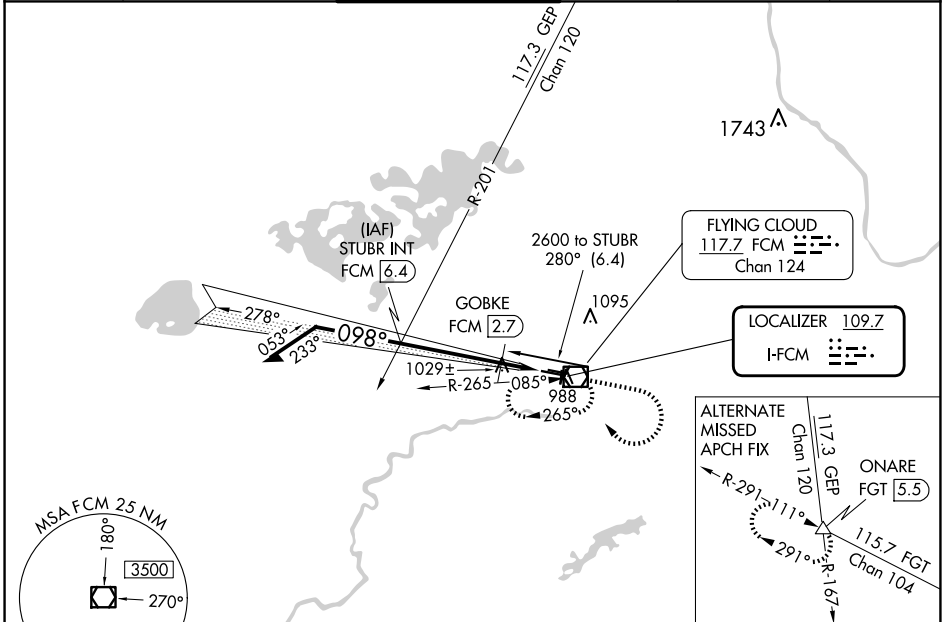 117.3 GEP
Chan 120
1743
R-201
(IAF)
STUBR INT
FCM 6.4
2600 to STUBR
280° (6.4)
FLYING CLOUD
117.7 FCM
Chan 124
GOBKE
FCM 2.7
1095
LOCALIZER 109.7
I-FCM
278°
053°
233°
098°
1029±
R-265
085°
988
265°
ALTERNATE
MISSED
APCH FIX
117.3 GEP
Chan 120
ONARE
FGT 5.5
R-291
111°
291°
115.7 FGT
Chan 104
R-167
MSA FCM 25 NM
180°
3500
270°